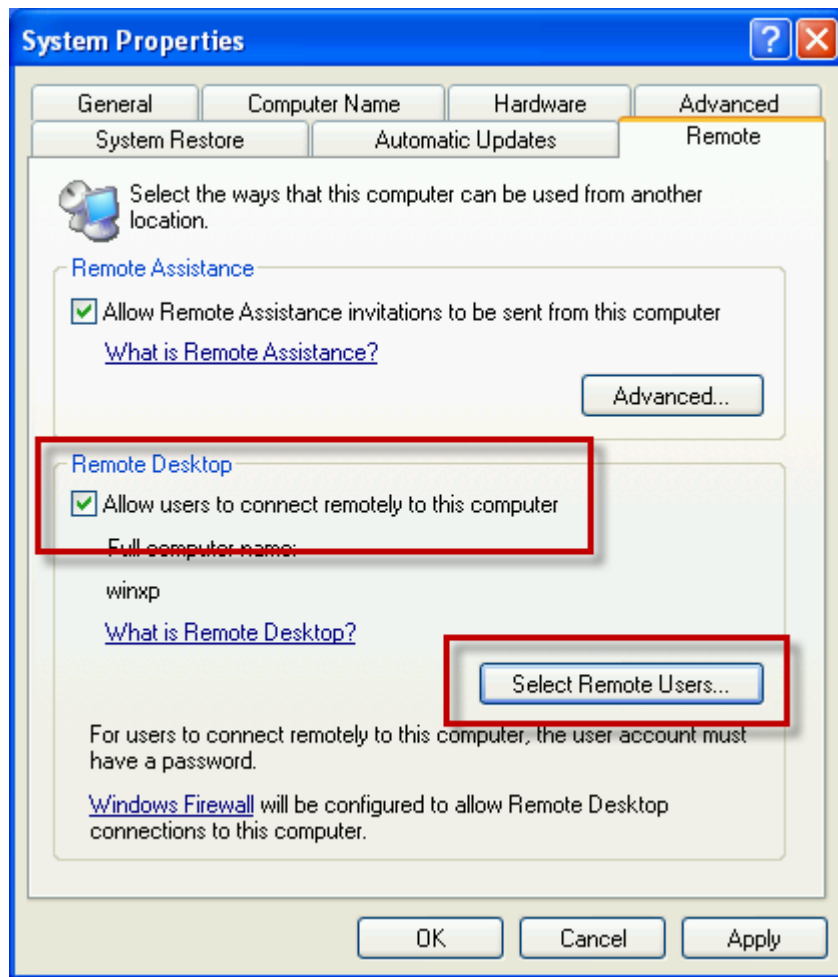 System Properties
General
Computer Name
Hardware
Advanced
System Restore
Automatic Updates
Remote
Select the ways that this computer can be used from another
location.
Remote Assistance
Allow Remote Assistance invitations to be sent from this computer
What is Remote Assistance?
Advanced...
Remote Desktop
Allow users to connect remotely to this computer
Full computer name:
winxp
What is Remote Desktop?
Select Remote Users...
For users to connect remotely to this computer, the user account must
have a password.
Windows Firewall will be configured to allow Remote Desktop
connections to this computer.
OK
Cancel
Apply